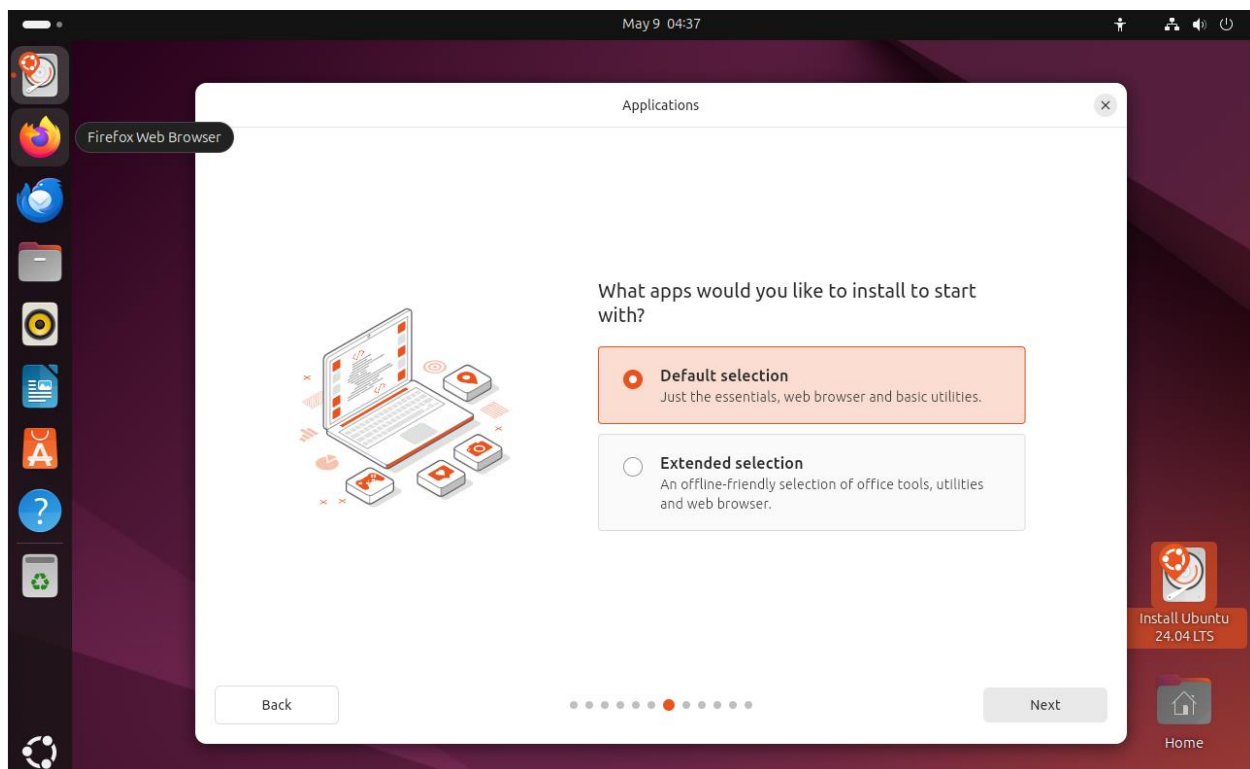 May 9 04:37
Applications
Firefox Web Browser
What apps would you like to install to start
with?
Default selection
Just the essentials, web browser and basic utilities.
Extended selection
An offline-friendly selection of office tools, utilities
and web browser.
Install Ubuntu
24.04 LTS
Back
Next
Home